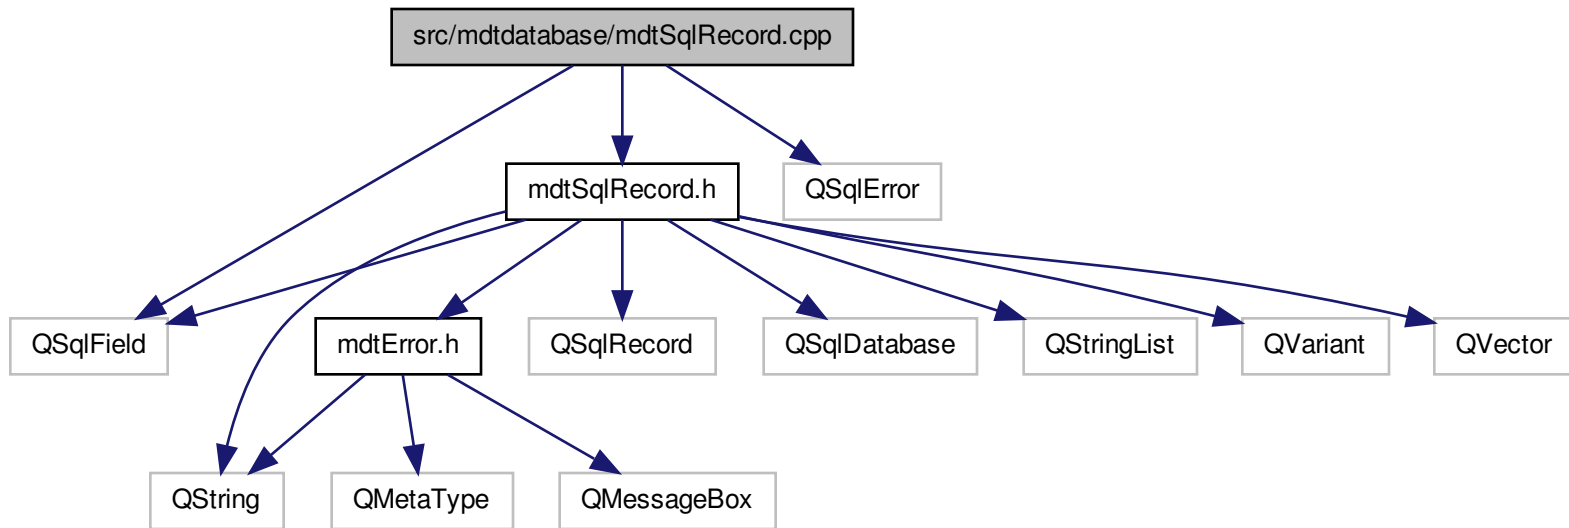 src/mdtdatabase/mdtSqlRecord.cpp
mdtSqlRecord.h
QSqlError
QSqlField
mdtError.h
QSqlRecord
QSqlDatabase
QStringList
QVariant
QVector
QString
QMetaType
QMessageBox